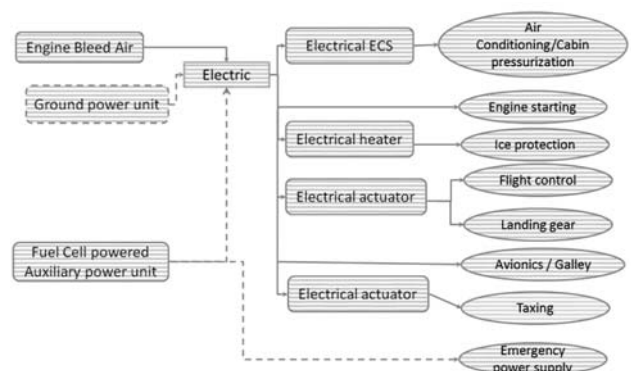 Engine Bleed Air
Ground power unit
Fuel Cell powered
Auxiliary power unit
Electric
Electrical ECS
Electrical heater
Electrical actuator
Electrical actuator
Air
Conditioning/Cabin
pressurization
Engine starting
Ice protection
Flight control
Landing gear
Avionics / Galley
Taxing
Emergency
power supply